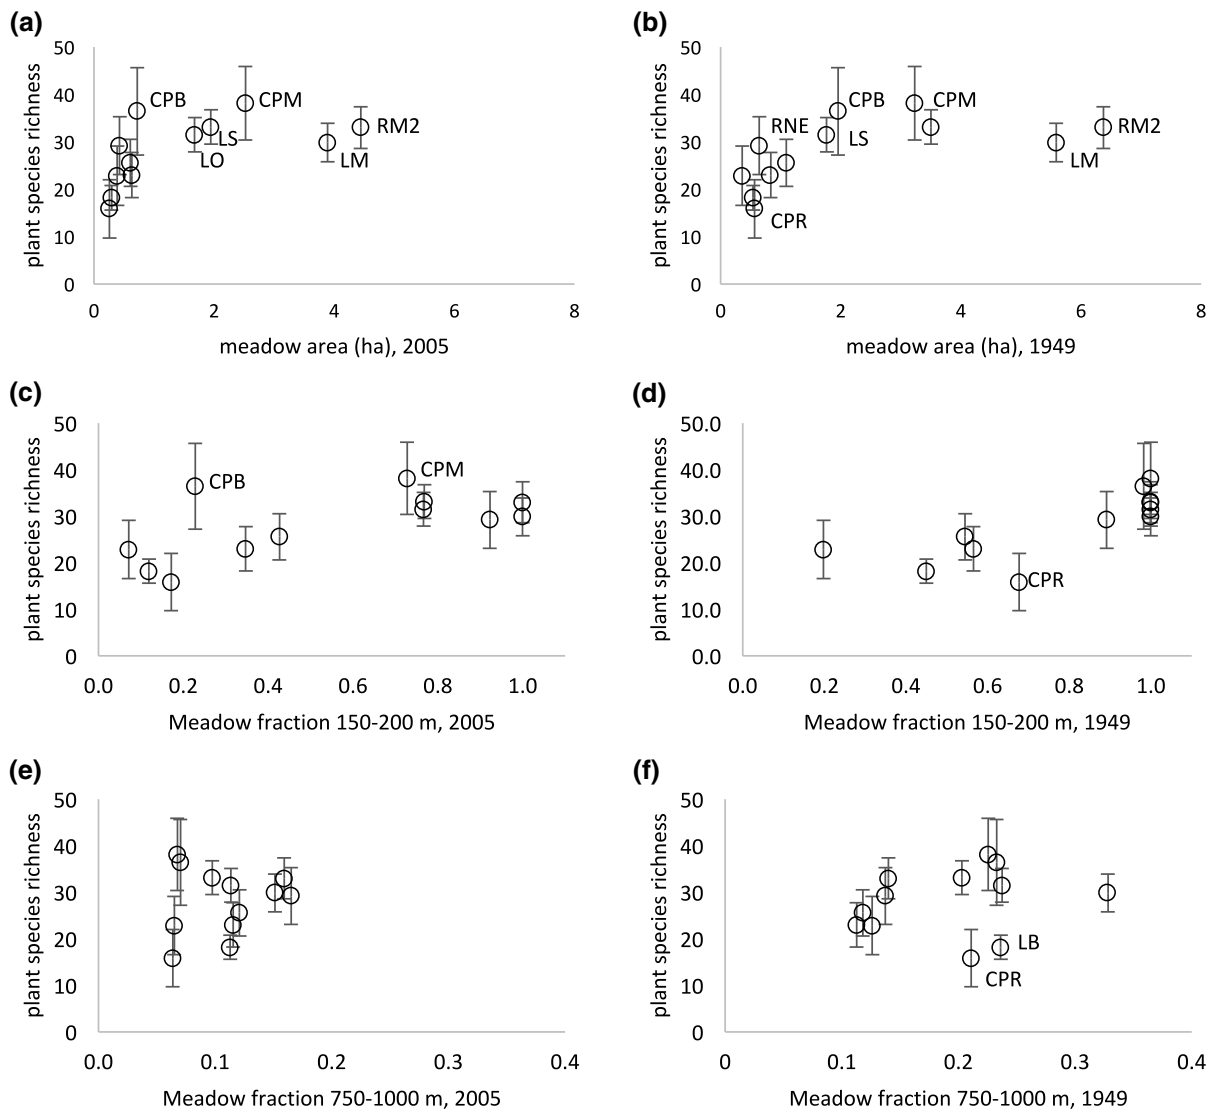 (a)
50
40
30
20
10
0
plant species richness
CPB
CPM
LS
LO
RM2
LM
0 2 4 6 8
meadow area (ha), 2005
(b)
50
40
30
20
10
0
plant species richness
RNE
CPB
LS
CPM
RM2
LM
CPR
0 2 4 6 8
meadow area (ha), 1949
(c)
50
40
30
20
10
0
plant species richness
CPB
CPM
0.0 0.2 0.4 0.6 0.8 1.0
Meadow fraction 150-200 m, 2005
(d)
50.0
40.0
30.0
20.0
10.0
0.0
plant species richness
CPR
0.0 0.2 0.4 0.6 0.8 1.0
Meadow fraction 150-200 m, 1949
(e)
50
40
30
20
10
0
plant species richness
0.0 0.1 0.2 0.3 0.4
Meadow fraction 750-1000 m, 2005
(f)
50
40
30
20
10
0
plant species richness
LB
CPR
0 0.1 0.2 0.3 0.4
Meadow fraction 750-1000 m, 1949